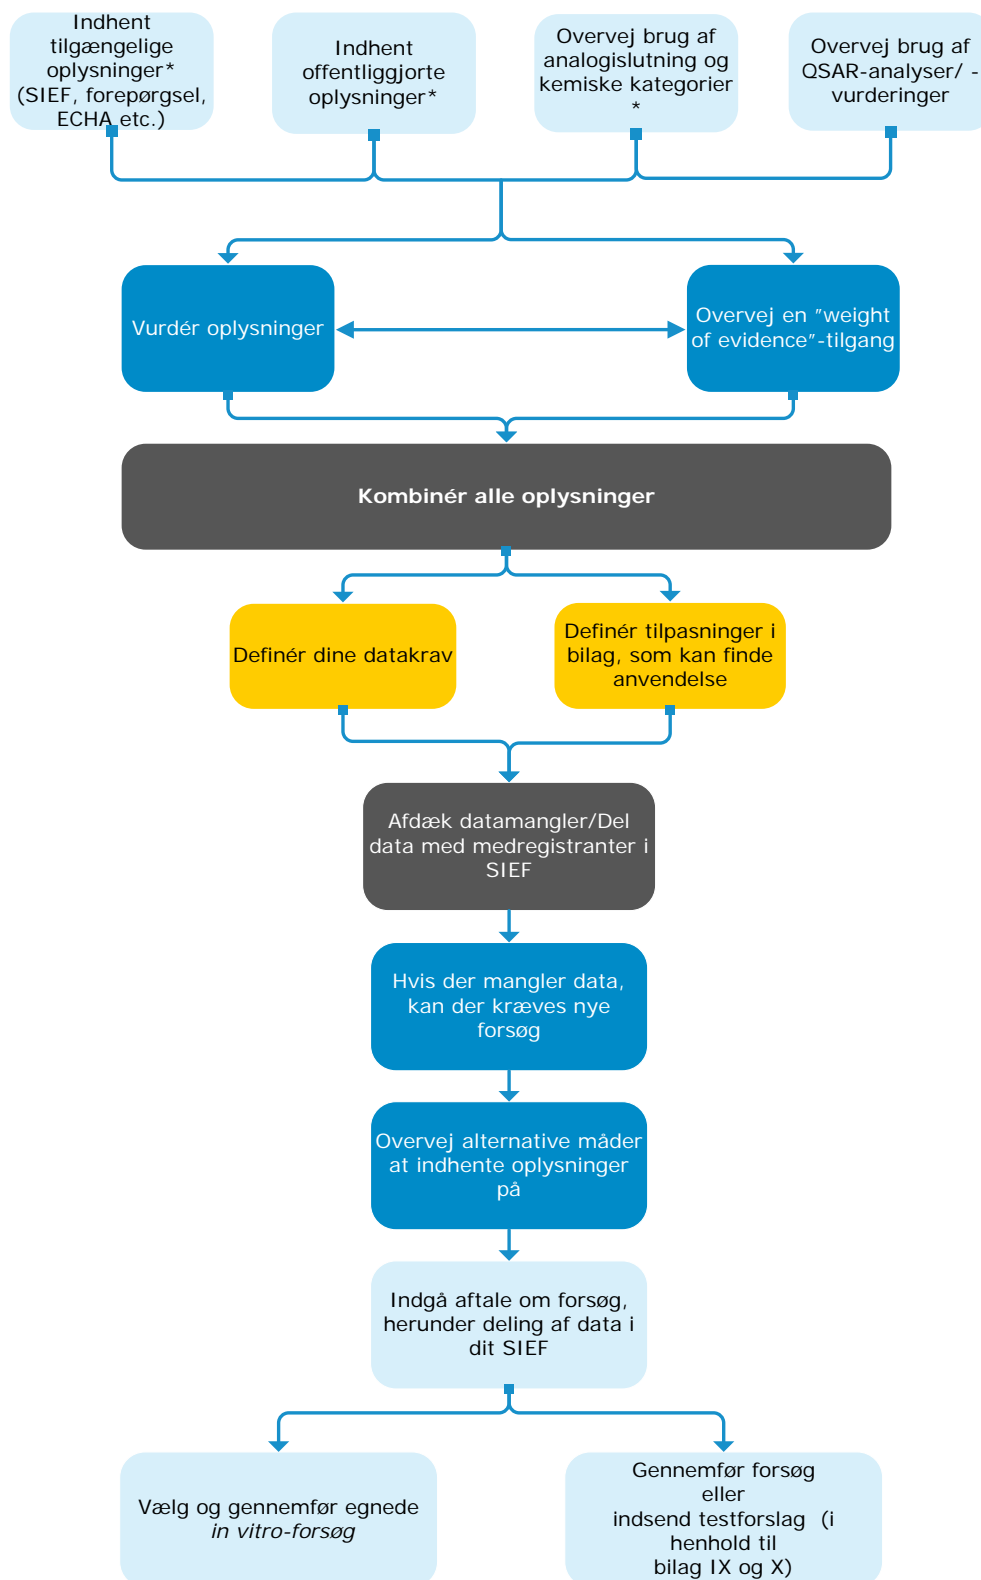 Indhent
tilgængelige
oplysninger*
(SIEF, forepørgsel,
ECHA etc.)
Indhent
offentliggjorte
oplysninger*
Overvej brug af
analogislutning og
kemiske kategorier
*
Overvej brug af
QSAR-analyser/ -
vurderinger
Vurdér oplysninger
Overvej en ”weight
of evidence”-tilgang
Kombinér alle oplysninger
Definér dine datakrav
Definér tilpasninger i
bilag, som kan finde
anvendelse
Afdæk datamangler/Del
data med medregistranter i
SIEF
Hvis der mangler data,
kan der kræves nye
forsøg
Overvej alternative måder
at indhente oplysninger
på
Indgå aftale om forsøg,
herunder deling af data i
dit SIEF
Vælg og gennemfør egnede
in vitro-forsøg
Gennemfør forsøg
eller
indsend testforslag (i
henhold til
bilag IX og X)